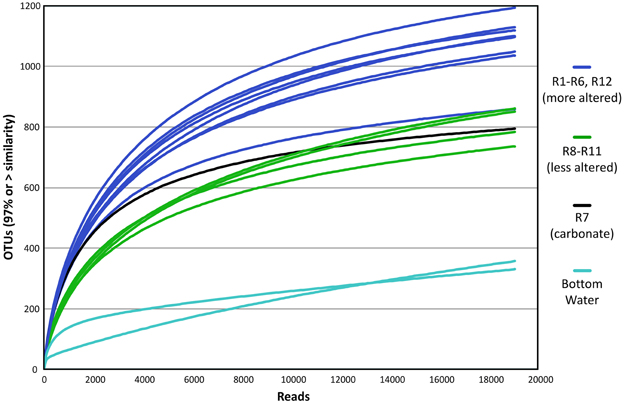 1200
1000
800
600
400
200
0
OTUs (97% or > similarity)
0
2000
4000
6000
8000
10000
12000
14000
16000
18000
20000
Reads
R1-R6, R12
(more altered)
R8-R11
(less altered)
R7
(carbonate)
Bottom
Water